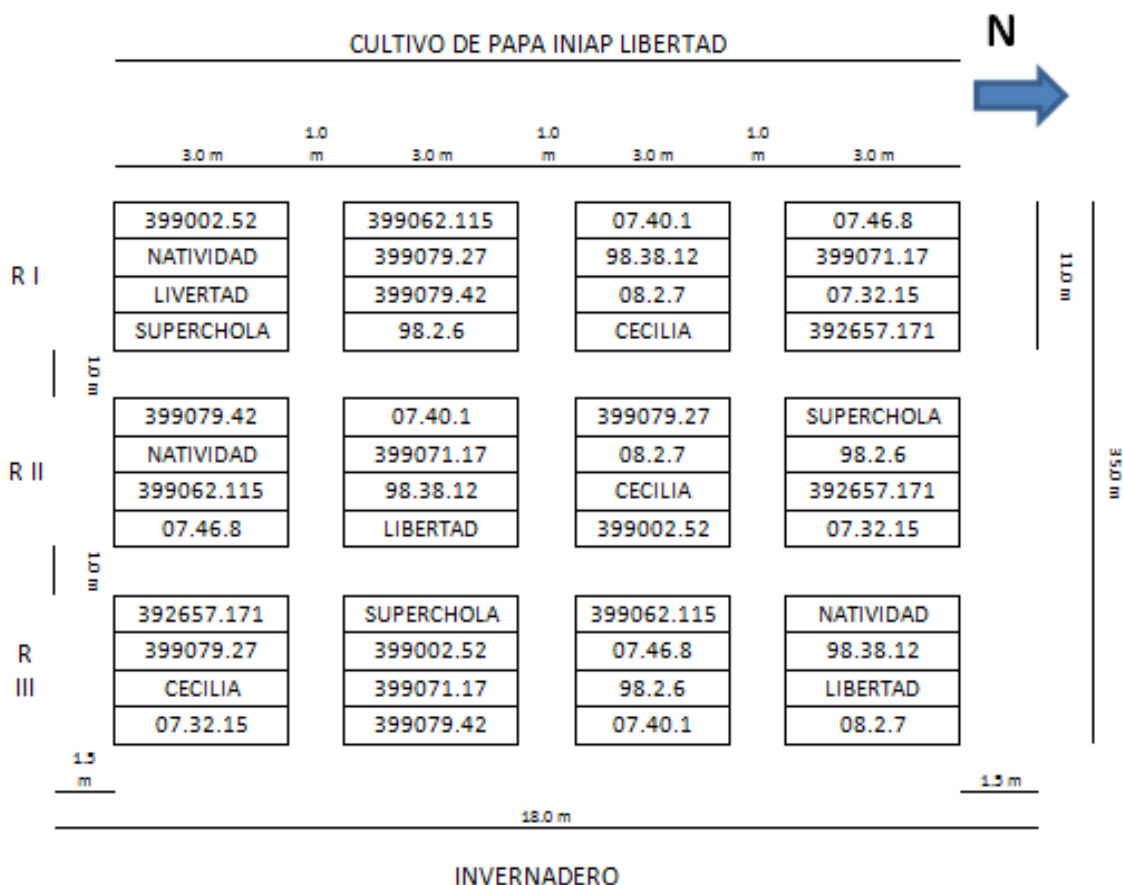 CULTIVO DE PAPA INIAP LIBERTAD
N
3.0 m
1.0 m
3.0 m
1.0 m
3.0 m
1.0 m
3.0 m
R I
399002.52
399062.115
07.40.1
07.46.8
NATIVIDAD
399079.27
98.38.12
399071.17
LIVERTAD
399079.42
08.2.7
07.32.15
SUPERCHOLA
98.2.6
CECILIA
392657.171
11.0 m
1.0 m
R II
399079.42
07.40.1
399079.27
SUPERCHOLA
NATIVIDAD
399071.17
08.2.7
98.2.6
399062.115
98.38.12
CECILIA
392657.171
07.46.8
LIBERTAD
399002.52
07.32.15
35.0 m
1.0 m
R
III
392657.171
SUPERCHOLA
399062.115
NATIVIDAD
399079.27
399002.52
07.46.8
98.38.12
CECILIA
399071.17
98.2.6
LIBERTAD
07.32.15
399079.42
07.40.1
08.2.7
1.5
m
1.5 m
18.0 m
INVERNADERO